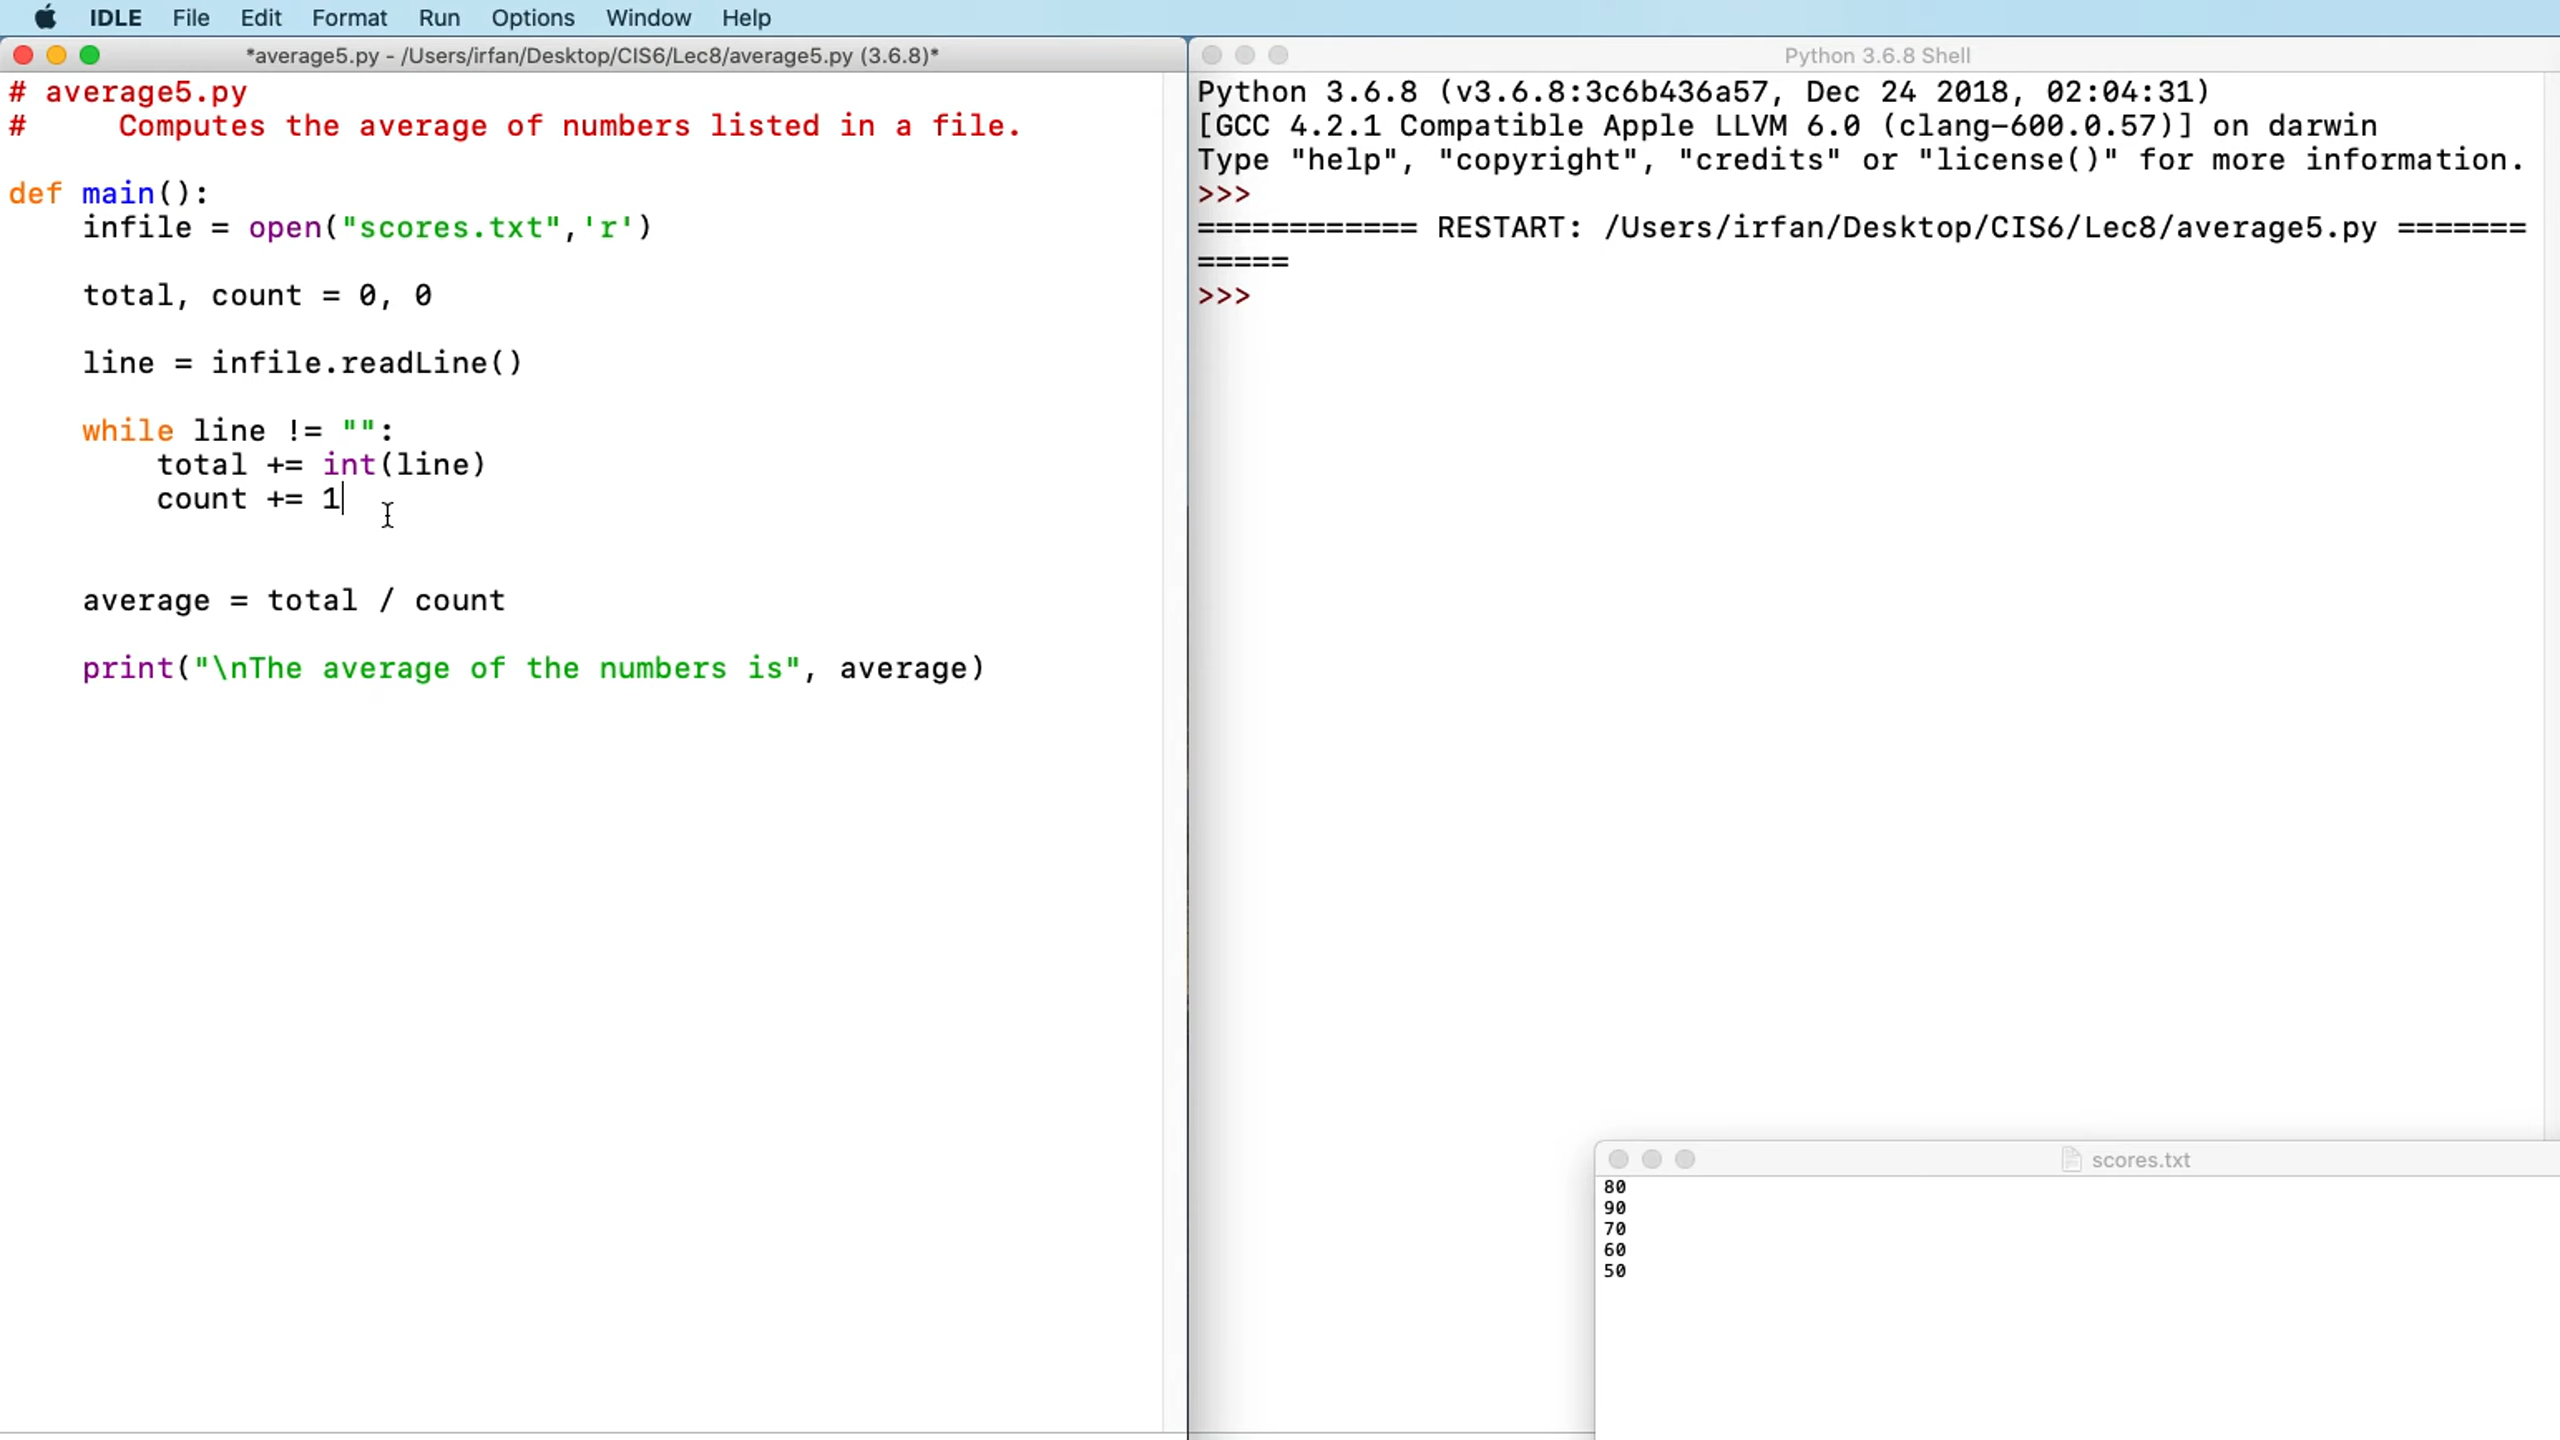 IDLE File Edit Format Run Options Window Help
*average5.py - /Users/irfan/Desktop/CIS6/Lec8/average5.py (3.6.8)*
# average5.py
#     Computes the average of numbers listed in a file.
def main():
    infile = open("scores.txt",'r')
    total, count = 0, 0
    line = infile.readLine()
    while line != "":
        total += int(line)
        count += 1
    average = total / count
    print("\nThe average of the numbers is", average)
Python 3.6.8 Shell
Python 3.6.8 (v3.6.8:3c6b436a57, Dec 24 2018, 02:04:31)
[GCC 4.2.1 Compatible Apple LLVM 6.0 (clang-600.0.57)] on darwin
Type "help", "copyright", "credits" or "license()" for more information.
>>>
============ RESTART: /Users/irfan/Desktop/CIS6/Lec8/average5.py =======
=====
>>>
scores.txt
80
90
70
60
50